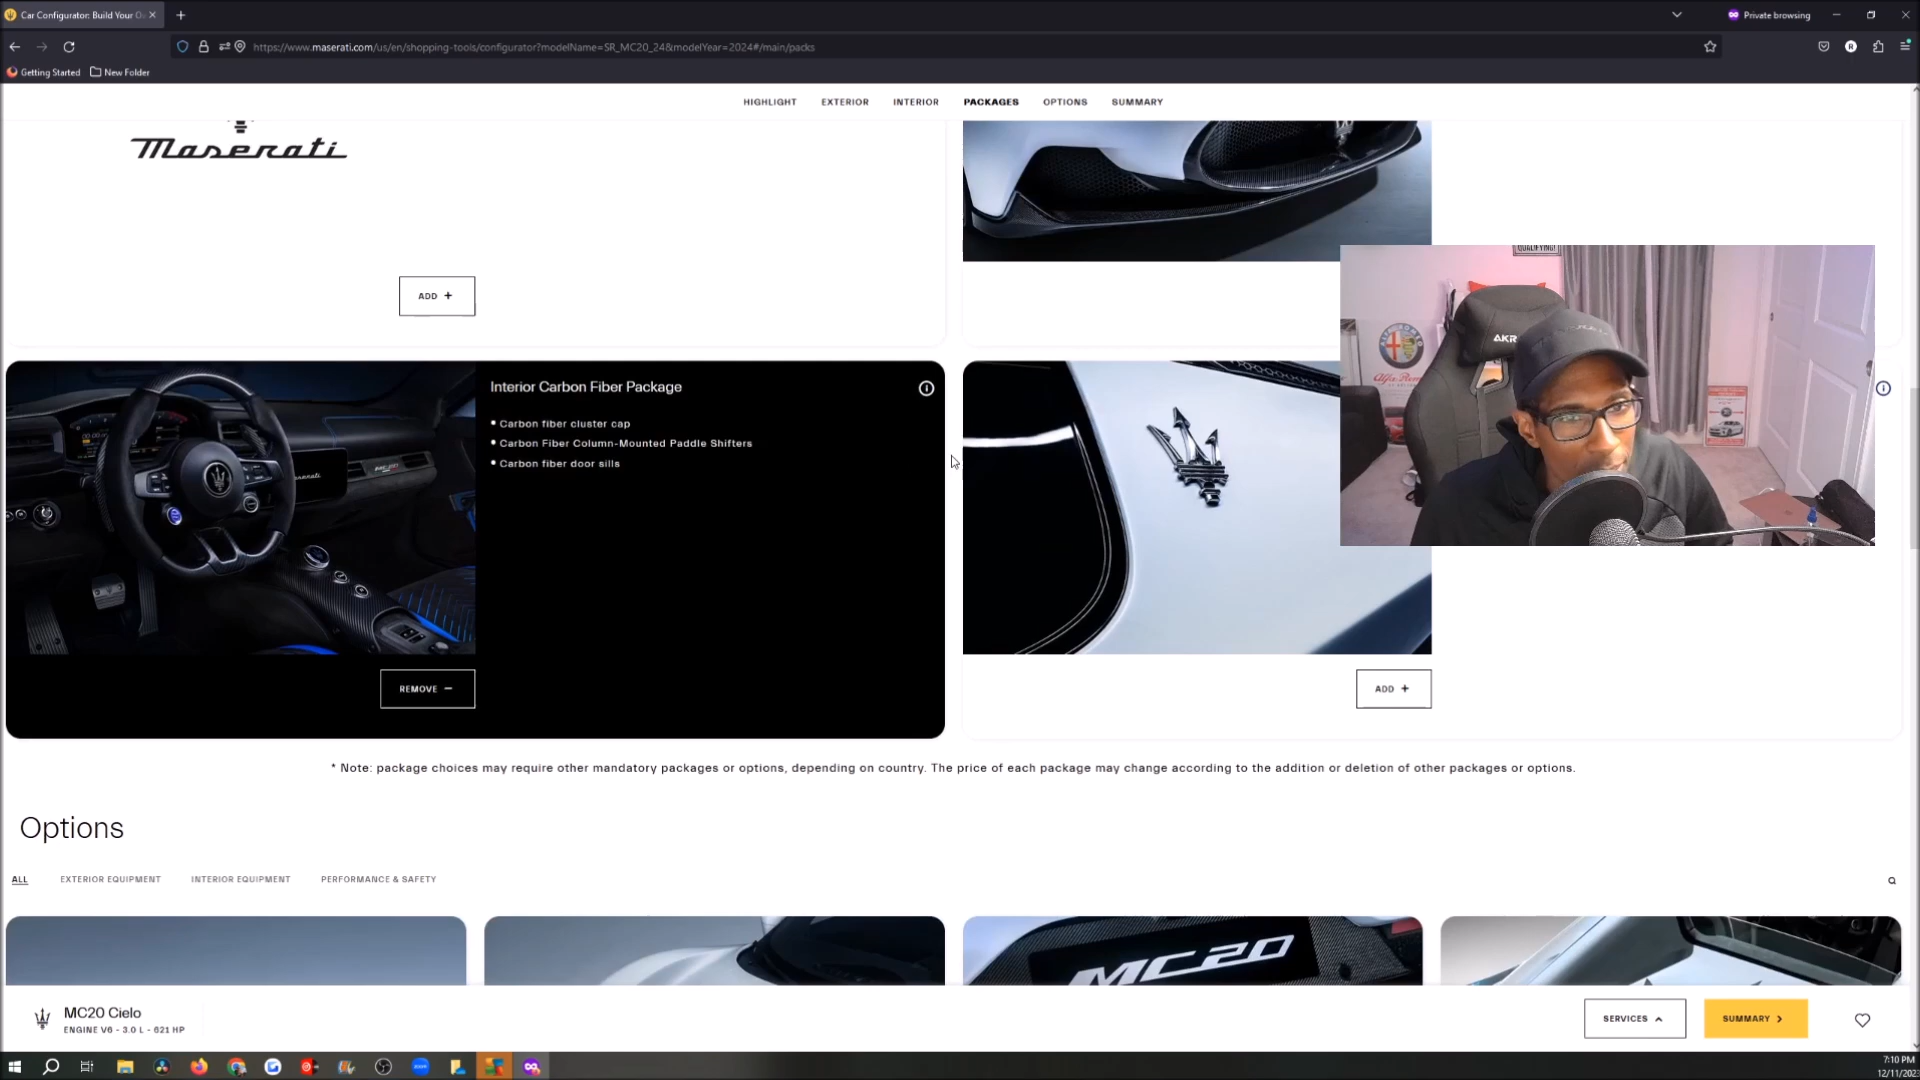 Car Configurator: Build Your O
Private browsing
https://www.maserati.com/us/en/shopping-tools/configurator?modelName=SR_MC20_24&modelYear=2024#/main/packs
Getting Started
New Folder
HIGHLIGHT
EXTERIOR
INTERIOR
PACKAGES
OPTIONS
SUMMARY
Maserati
ADD +
QUALIFYING!
AKR
Interior Carbon Fiber Package
• Carbon fiber cluster cap
• Carbon Fiber Column-Mounted Paddle Shifters
• Carbon fiber door sills
REMOVE −
ADD +
* Note: package choices may require other mandatory packages or options, depending on country. The price of each package may change according to the addition or deletion of other packages or options.
Options
ALL
EXTERIOR EQUIPMENT
INTERIOR EQUIPMENT
PERFORMANCE & SAFETY
MC20
MC20 Cielo
ENGINE V6 - 3.0 L - 621 HP
SERVICES
SUMMARY
7:10 PM
12/11/202